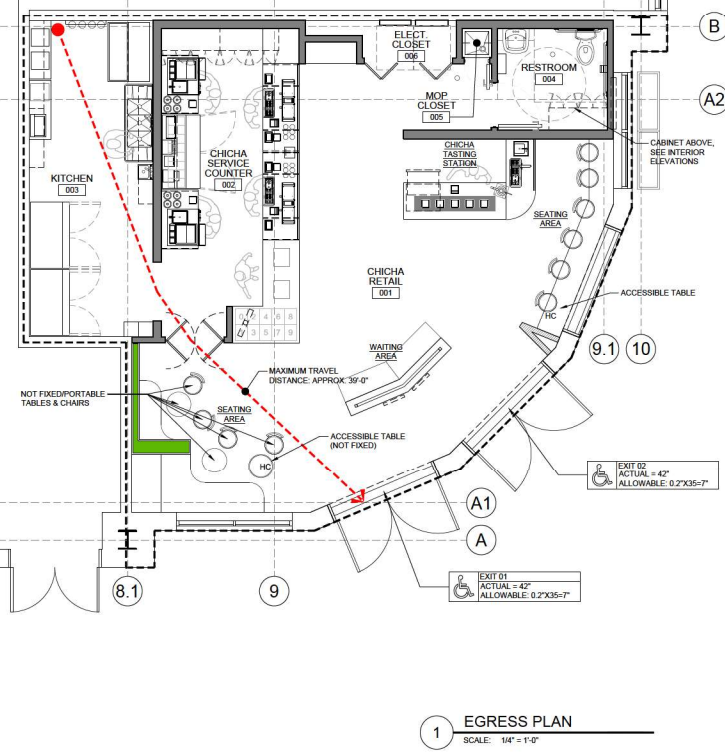 B
ELECT.
CLOSET
006
RESTROOM
004
A2
MOP
CLOSET
005
CABINET ABOVE,
SEE INTERIOR
ELEVATIONS
CHICHA
SERVICE
COUNTER
002
CHICHA
TASTING
STATION
KITCHEN
003
SEATING
AREA
CHICHA
RETAIL
001
ACCESSIBLE TABLE
HC
9.1
10
WAITING
AREA
MAXIMUM TRAVEL
DISTANCE: APPROX. 39'-0"
NOT FIXED/PORTABLE
TABLES & CHAIRS
SEATING
AREA
ACCESSIBLE TABLE
(NOT FIXED)
HC
EXIT 02
ACTUAL = 42"
ALLOWABLE: 0.2"X35=7"
A1
A
8.1
9
EXIT 01
ACTUAL = 42"
ALLOWABLE: 0.2"X35=7"
1
EGRESS PLAN
SCALE: 1/4" = 1'-0"